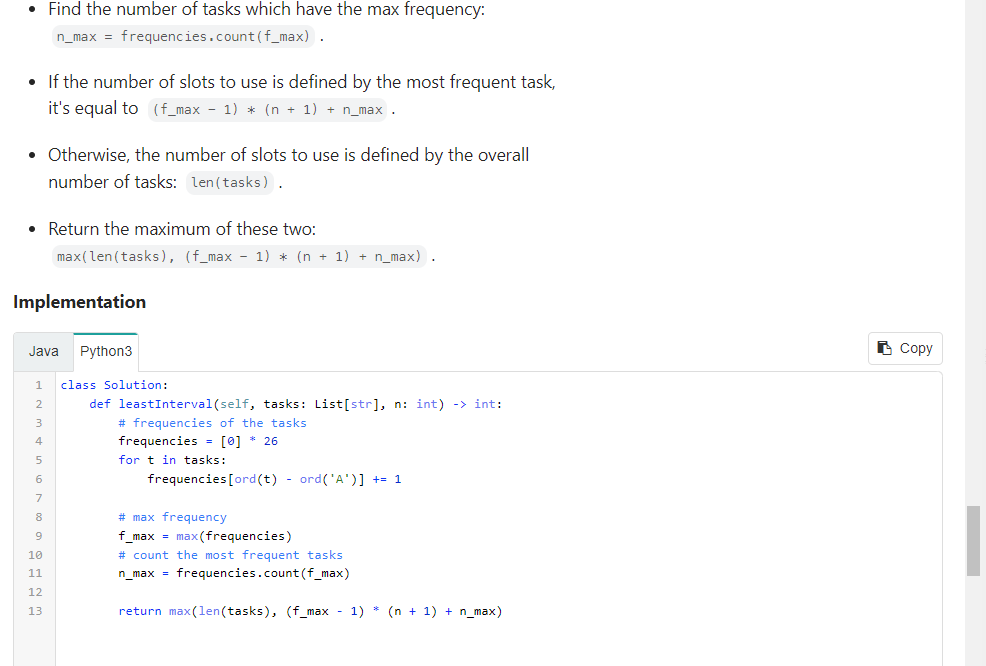 Find the number of tasks which have the max frequency:
n_max = frequencies.count(f_max) .
If the number of slots to use is defined by the most frequent task,
it's equal to (f_max - 1) * (n + 1) + n_max .
Otherwise, the number of slots to use is defined by the overall
number of tasks: len(tasks) .
Return the maximum of these two:
max(len(tasks), (f_max - 1) * (n + 1) + n_max) .
Implementation
Java Python3 Copy
1 class Solution:
2     def leastInterval(self, tasks: List[str], n: int) -> int:
3         # frequencies of the tasks
4         frequencies = [0] * 26
5         for t in tasks:
6             frequencies[ord(t) - ord('A')] += 1
7
8         # max frequency
9         f_max = max(frequencies)
10         # count the most frequent tasks
11         n_max = frequencies.count(f_max)
12
13         return max(len(tasks), (f_max - 1) * (n + 1) + n_max)